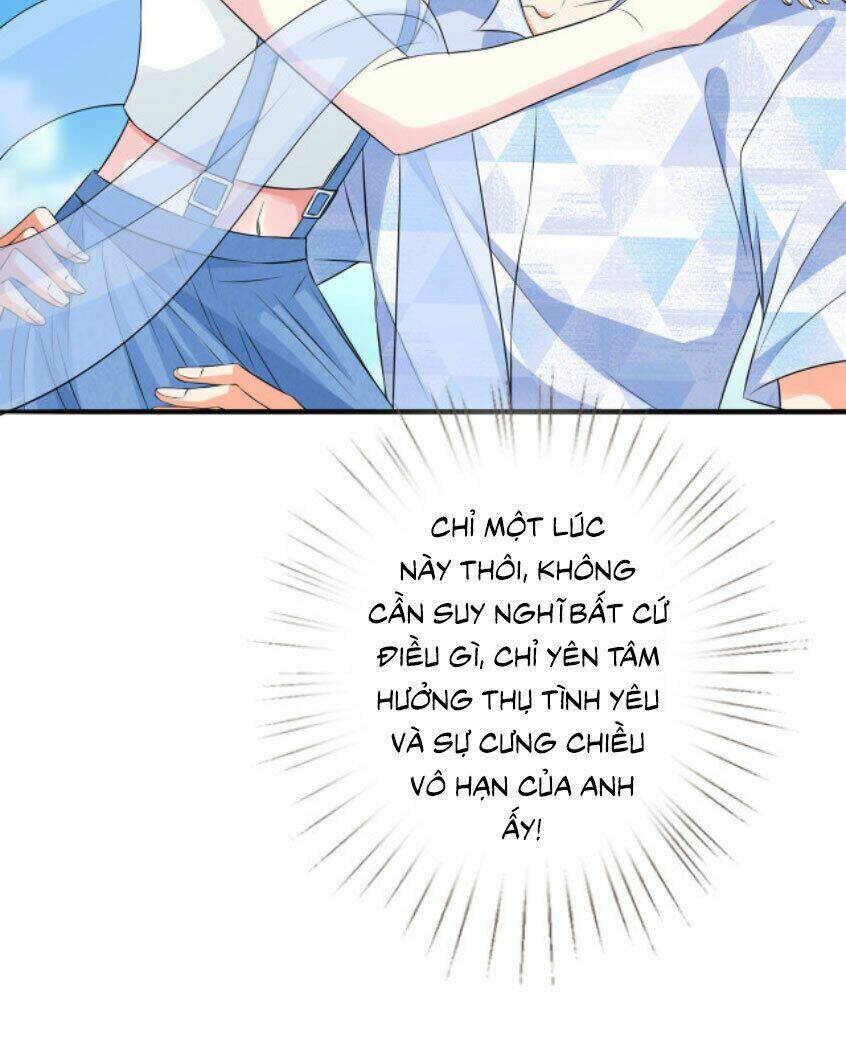 CHỈ MỘT LÚC
NÀY THÔI, KHÔNG
CẦN SUY NGHĨ BẤT CỨ
ĐIỀU GÌ, CHỈ YÊN TÂM
HƯỞNG THỤ TÌNH YÊU
VÀ SỰ CƯNG CHIỀU
VÔ HẠN CỦA ANH
ẤY!